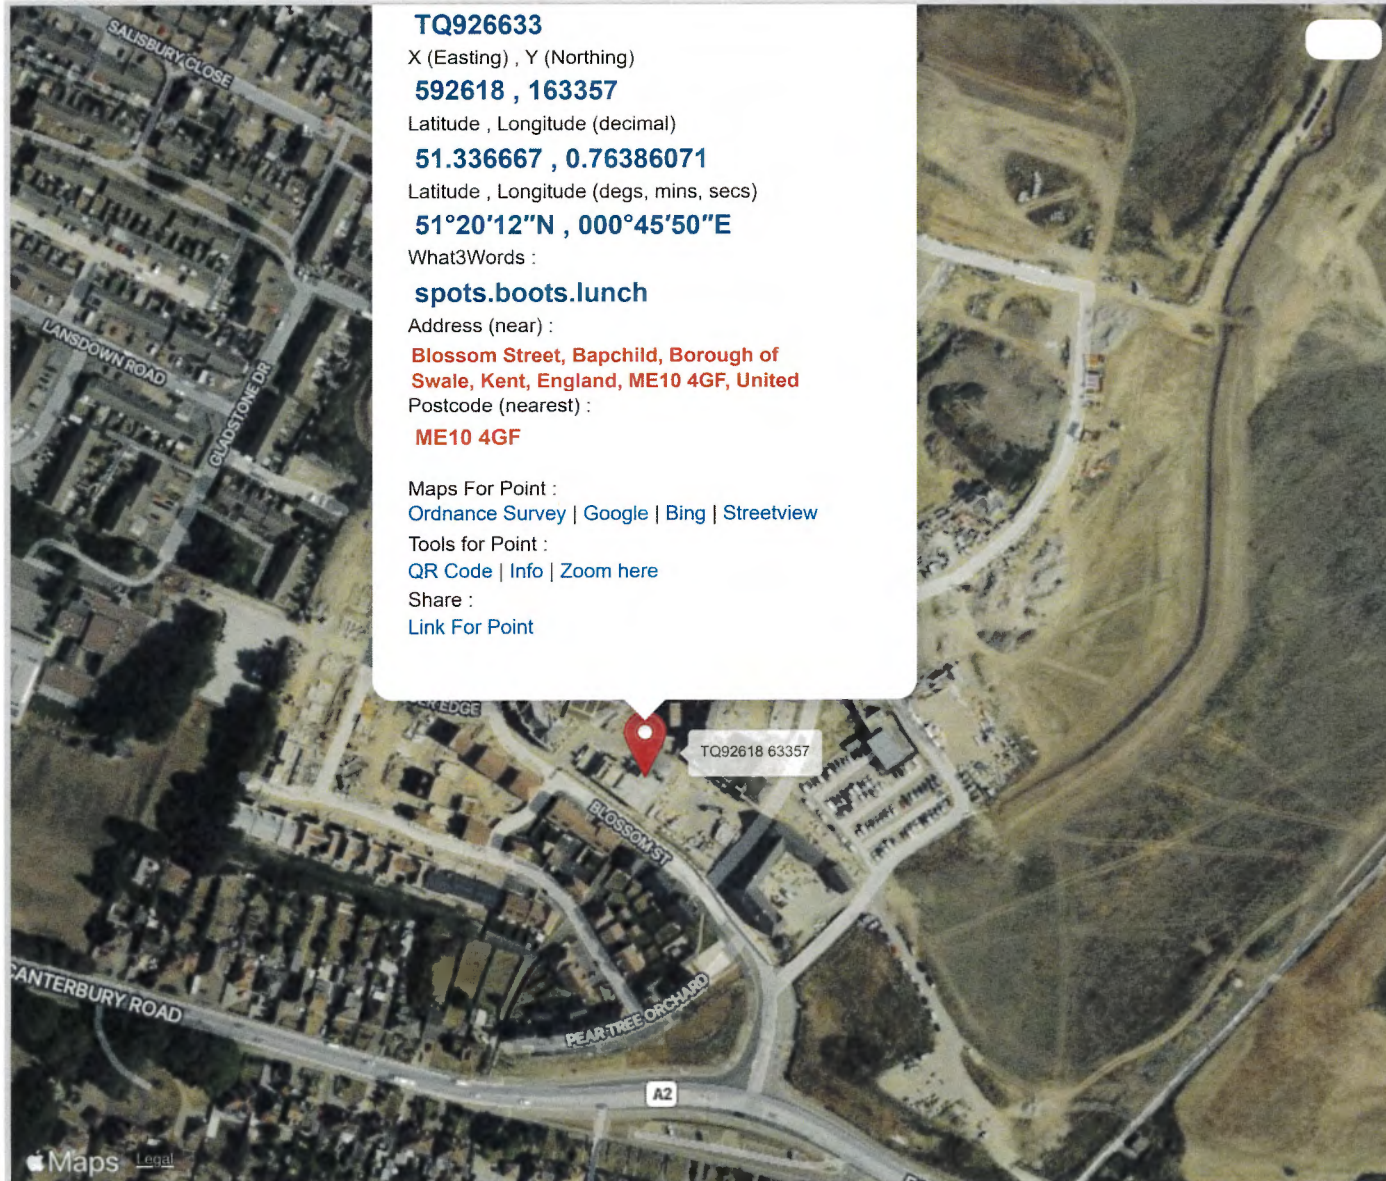 SALISBURY CLOSE
TQ926633
X (Easting) , Y (Northing)
592618 , 163357
Latitude , Longitude (decimal)
51.336667 , 0.76386071
Latitude , Longitude (degs, mins, secs)
51°20'12"N , 000°45'50"E
What3Words :
spots.boots.lunch
Address (near) :
Blossom Street, Bapchild, Borough of
Swale, Kent, England, ME10 4GF, United
Postcode (nearest) :
ME10 4GF
Maps For Point :
Ordnance Survey | Google | Bing | Streetview
Tools for Point :
QR Code | Info | Zoom here
Share :
Link For Point
LANSDOWN ROAD
GLADSTONE DR
EDGE
TQ92618 63357
BLOSSOM ST
CANTERBURY ROAD
PEAR TREE ORCHARD
A2
Maps Legal